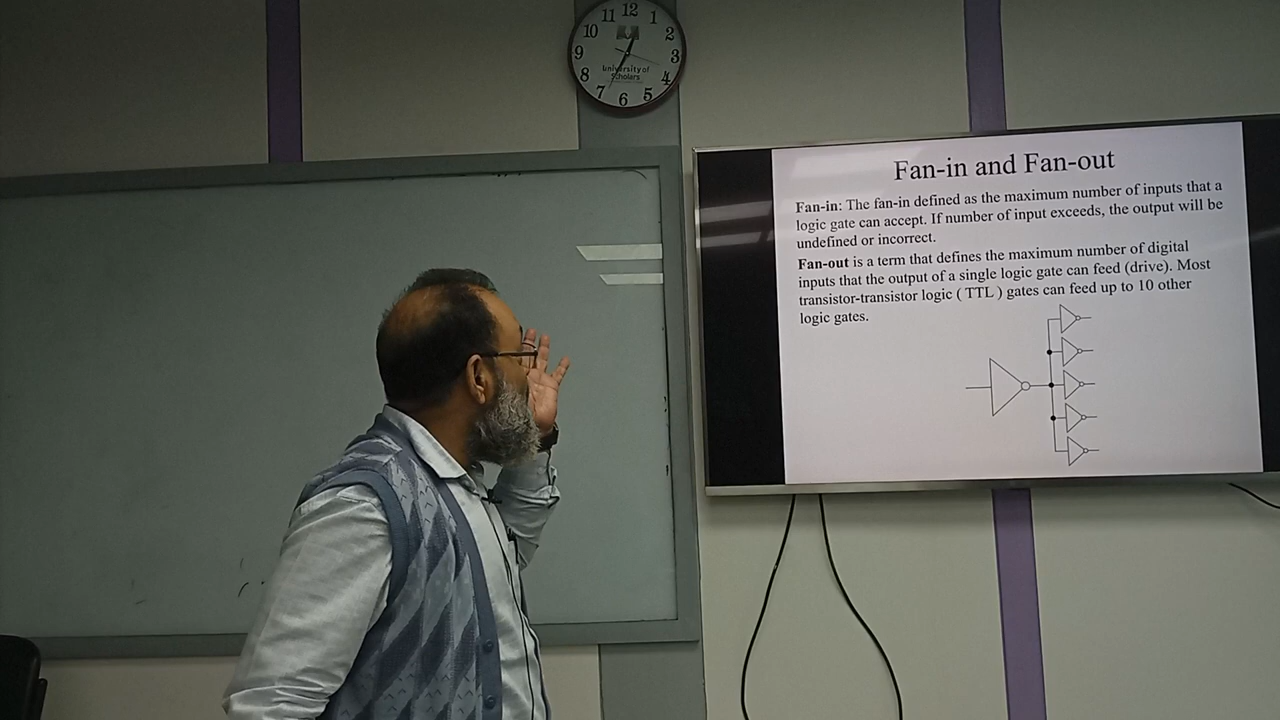 11 12 1
10 2
9 3
8 4
7 6 5
University of
Scholars
Fan-in and Fan-out
Fan-in: The fan-in defined as the maximum number of inputs that a
logic gate can accept. If number of input exceeds, the output will be
undefined or incorrect.
Fan-out is a term that defines the maximum number of digital
inputs that the output of a single logic gate can feed (drive). Most
transistor-transistor logic ( TTL ) gates can feed up to 10 other
logic gates.